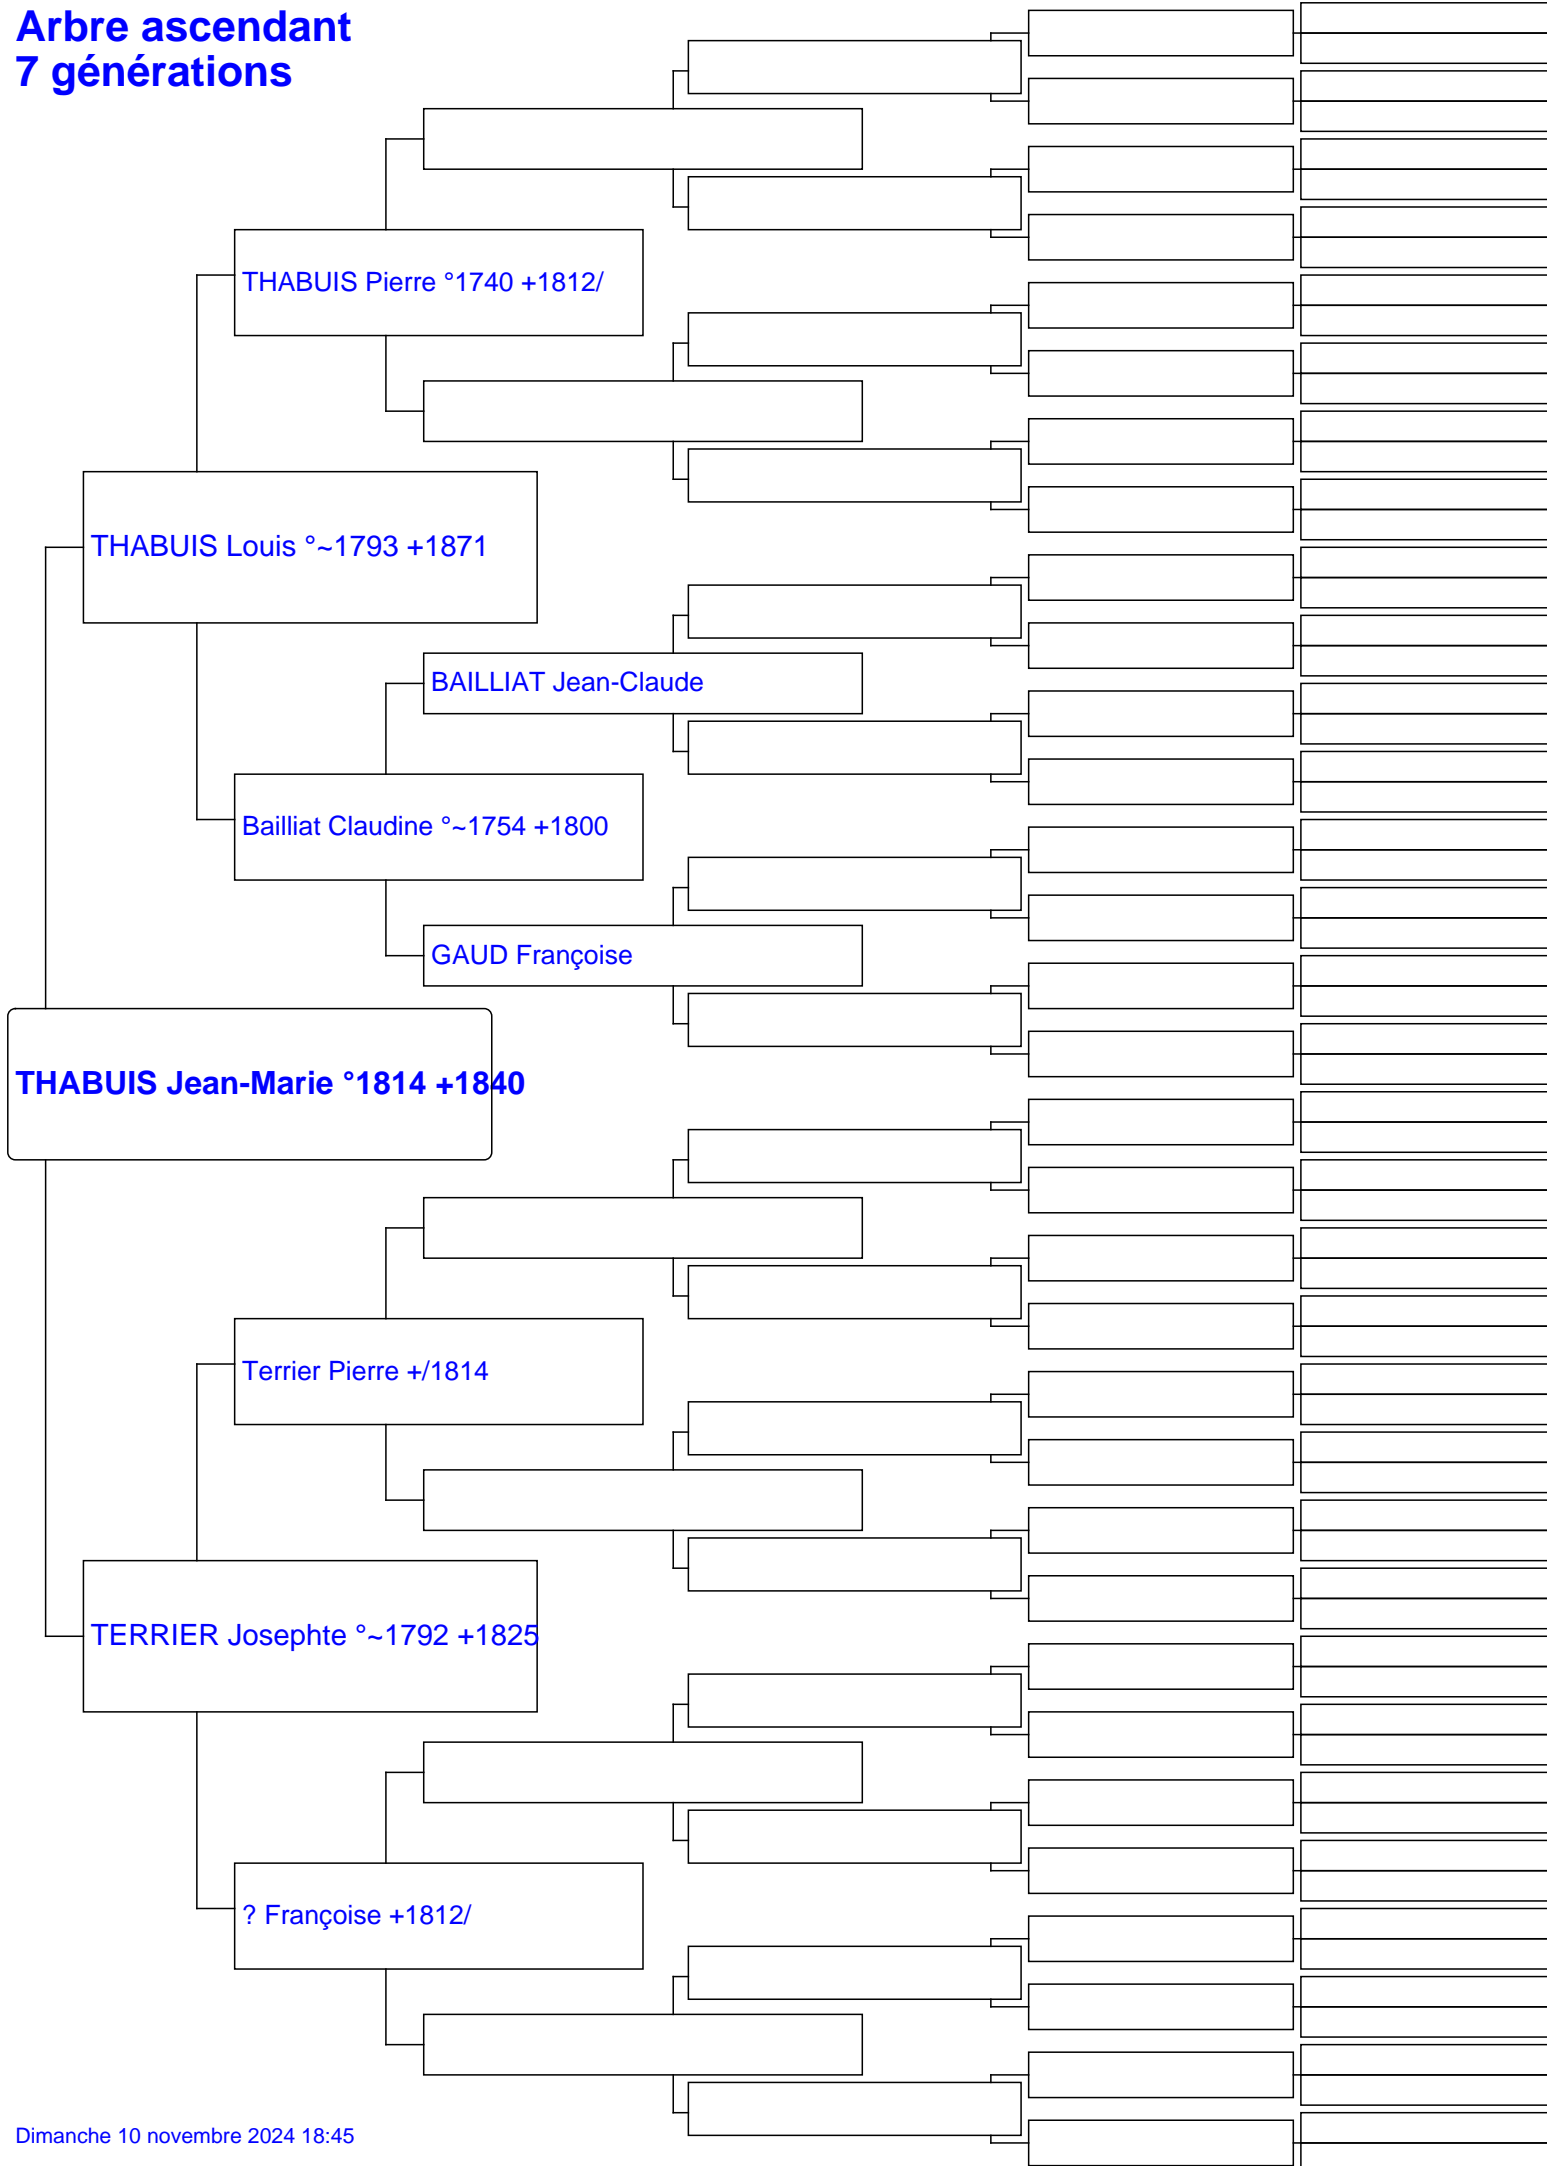 Arbre ascendant
7 générations
THABUIS Pierre °1740 +1812/
THABUIS Louis °~1793 +1871
BAILLIAT Jean-Claude
Bailliat Claudine °~1754 +1800
GAUD Françoise
THABUIS Jean-Marie °1814 +1840
Terrier Pierre +/1814
TERRIER Josephte °~1792 +1825
? Françoise +1812/
Dimanche 10 novembre 2024 18:45